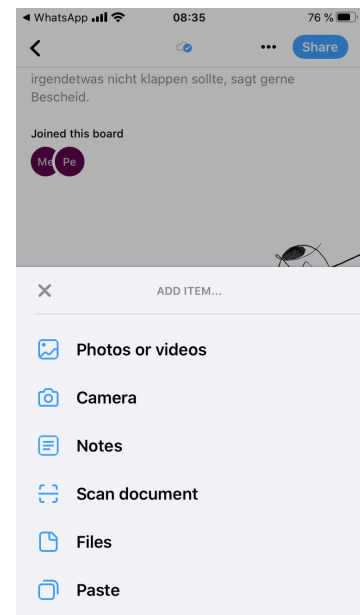 ◀ WhatsApp 08:35 76 %
Share
irgendetwas nicht klappen sollte, sagt gerne
Bescheid.
Joined this board
Me Pe
ADD ITEM...
Photos or videos
Camera
Notes
Scan document
Files
Paste